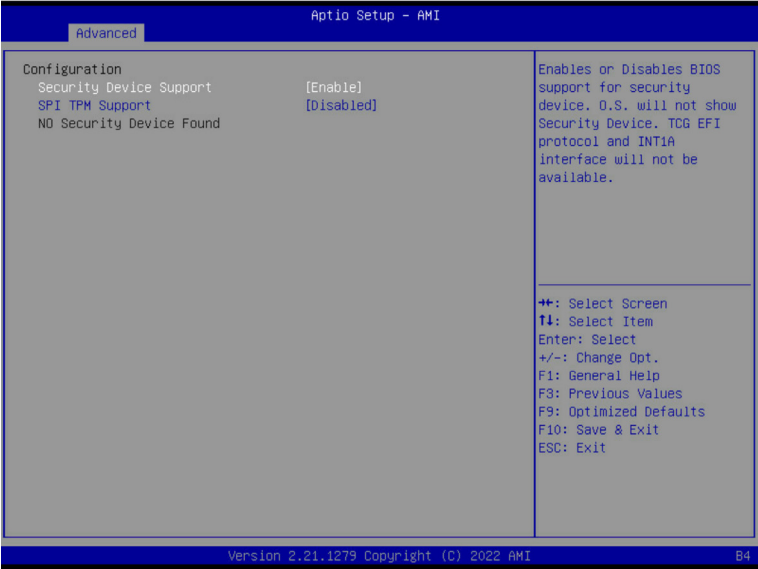 Aptio Setup – AMI
Advanced
Configuration
Security Device Support [Enable]
SPI TPM Support [Disabled]
NO Security Device Found
Enables or Disables BIOS
support for security
device. O.S. will not show
Security Device. TCG EFI
protocol and INT1A
interface will not be
available.
→←: Select Screen
↑↓: Select Item
Enter: Select
+/-: Change Opt.
F1: General Help
F3: Previous Values
F9: Optimized Defaults
F10: Save & Exit
ESC: Exit
Version 2.21.1279 Copyright (C) 2022 AMI
B4